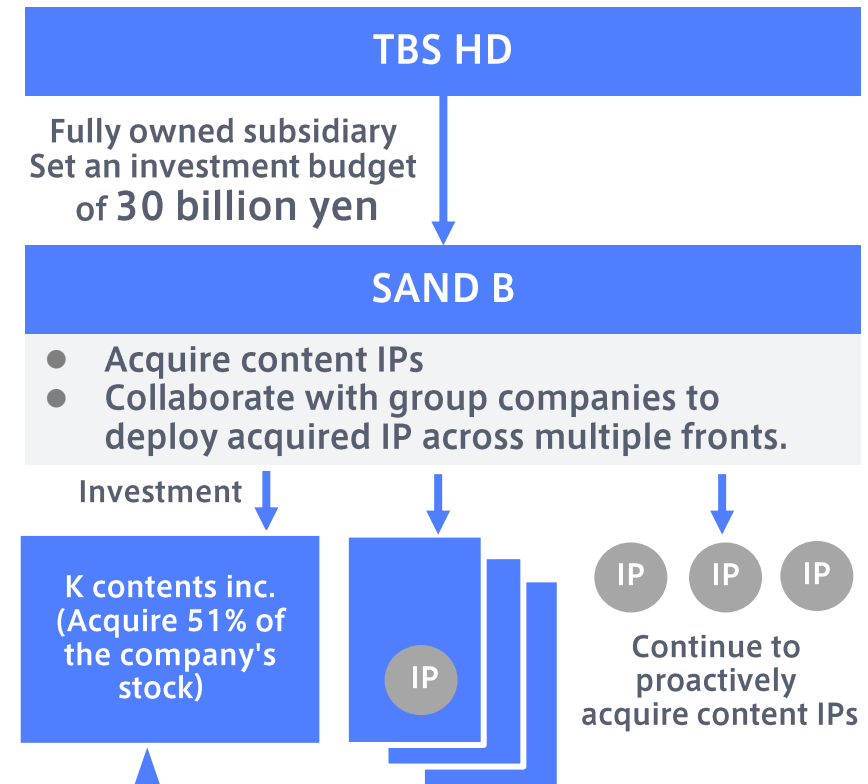 TBS HD
Fully owned subsidiary
Set an investment budget
of 30 billion yen
SAND B
● Acquire content IPs
● Collaborate with group companies to
deploy acquired IP across multiple fronts.
Investment
K contents inc.
(Acquire 51% of
the company's
stock)
IP
IP
IP
IP
Continue to
proactively
acquire content IPs